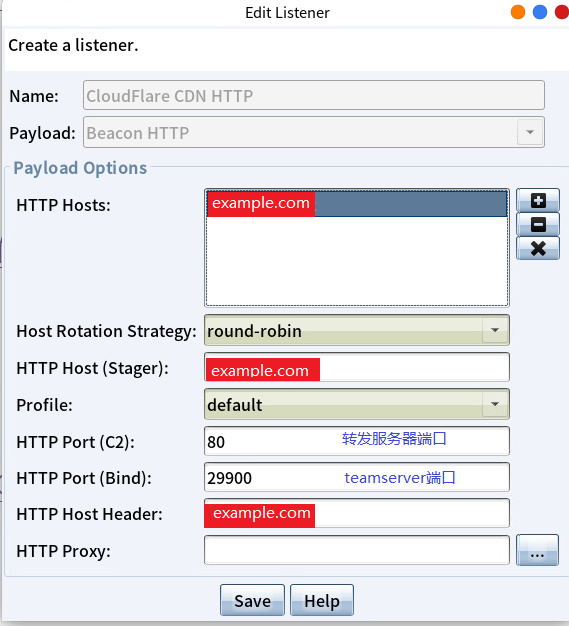 Edit Listener
Create a listener.
Name: CloudFlare CDN HTTP
Payload: Beacon HTTP
Payload Options
HTTP Hosts: example.com
Host Rotation Strategy: round-robin
HTTP Host (Stager): example.com
Profile: default
HTTP Port (C2): 80 转发服务器端口
HTTP Port (Bind): 29900 teamserver端口
HTTP Host Header: example.com
HTTP Proxy: ...
Save Help